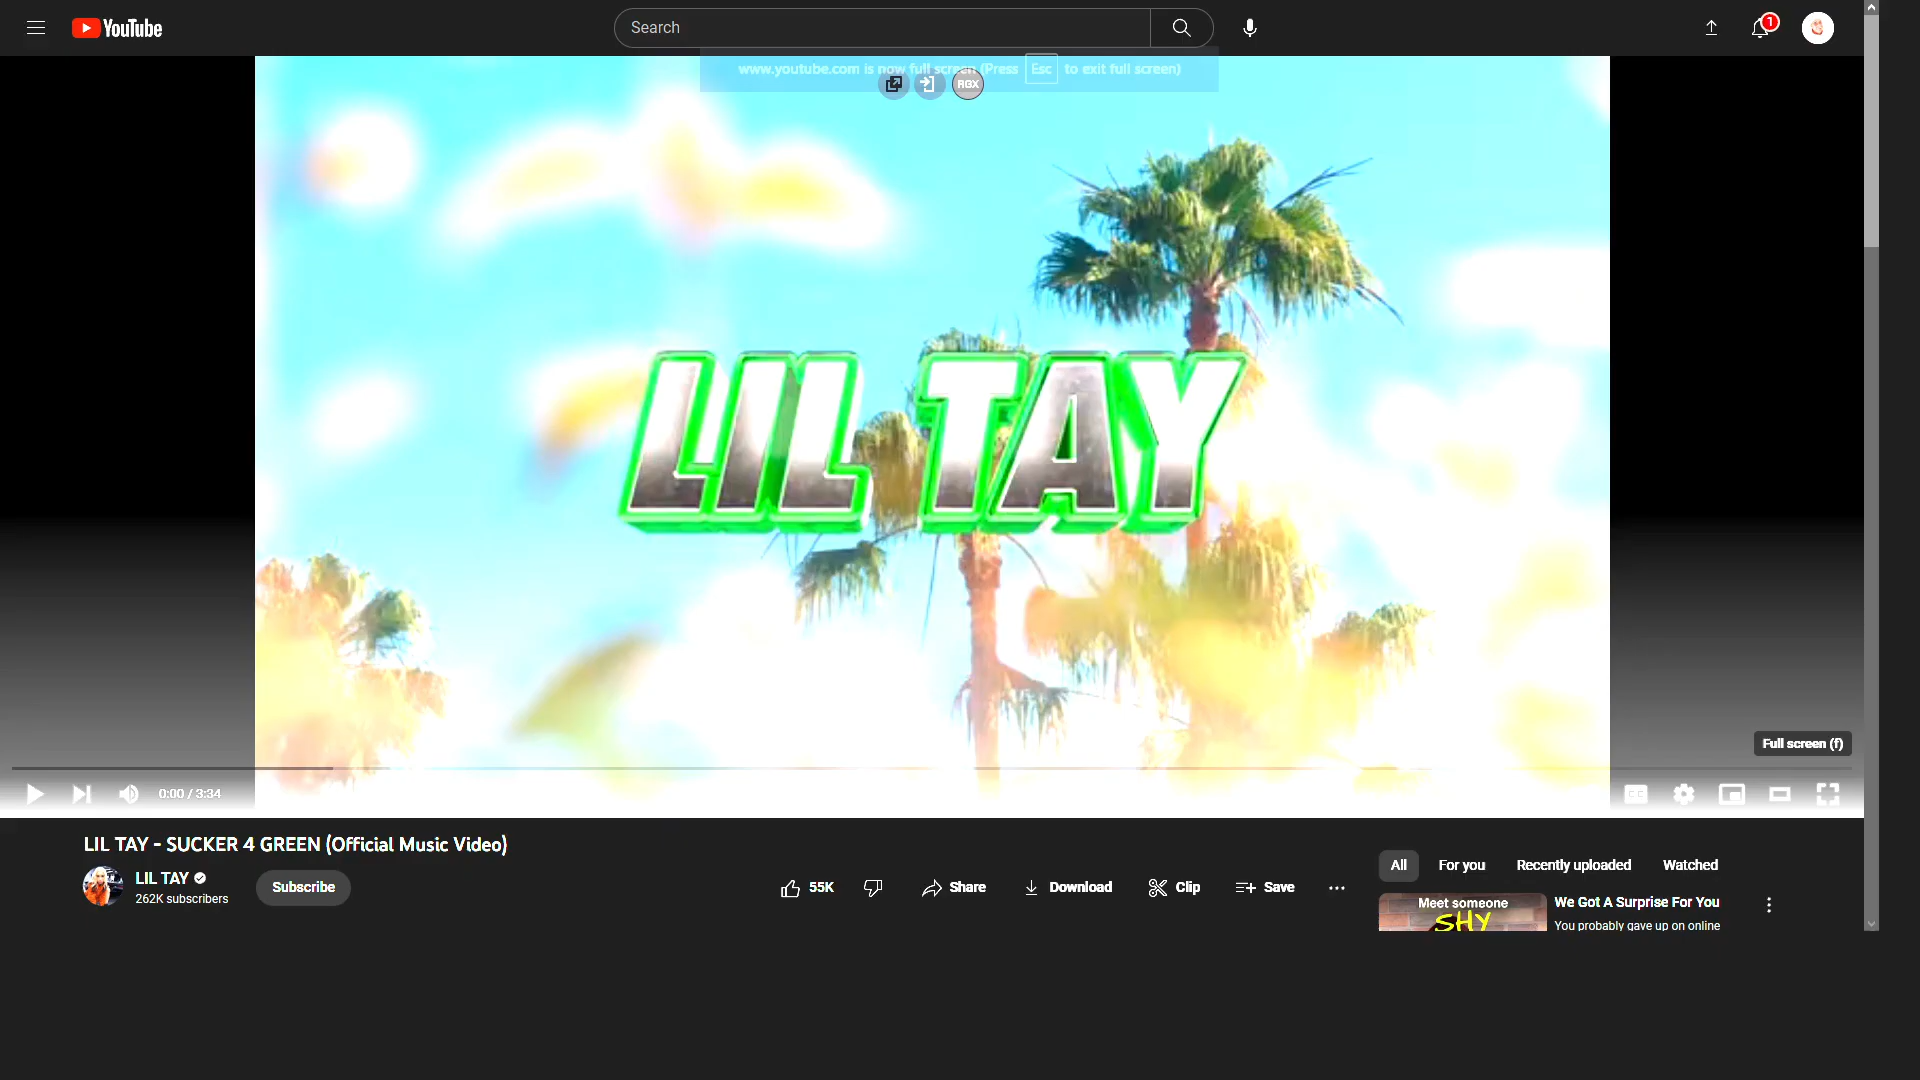 YouTube
Search
1
www.youtube.com is now full screen (Press Esc to exit full screen)
RGX
LIL TAY
Full screen (f)
0:00 / 3:34
CC
LIL TAY - SUCKER 4 GREEN (Official Music Video)
LIL TAY
262K subscribers
Subscribe
55K
Share
Download
Clip
Save
All
For you
Recently uploaded
Watched
Meet someone
SHY
We Got A Surprise For You
You probably gave up on online